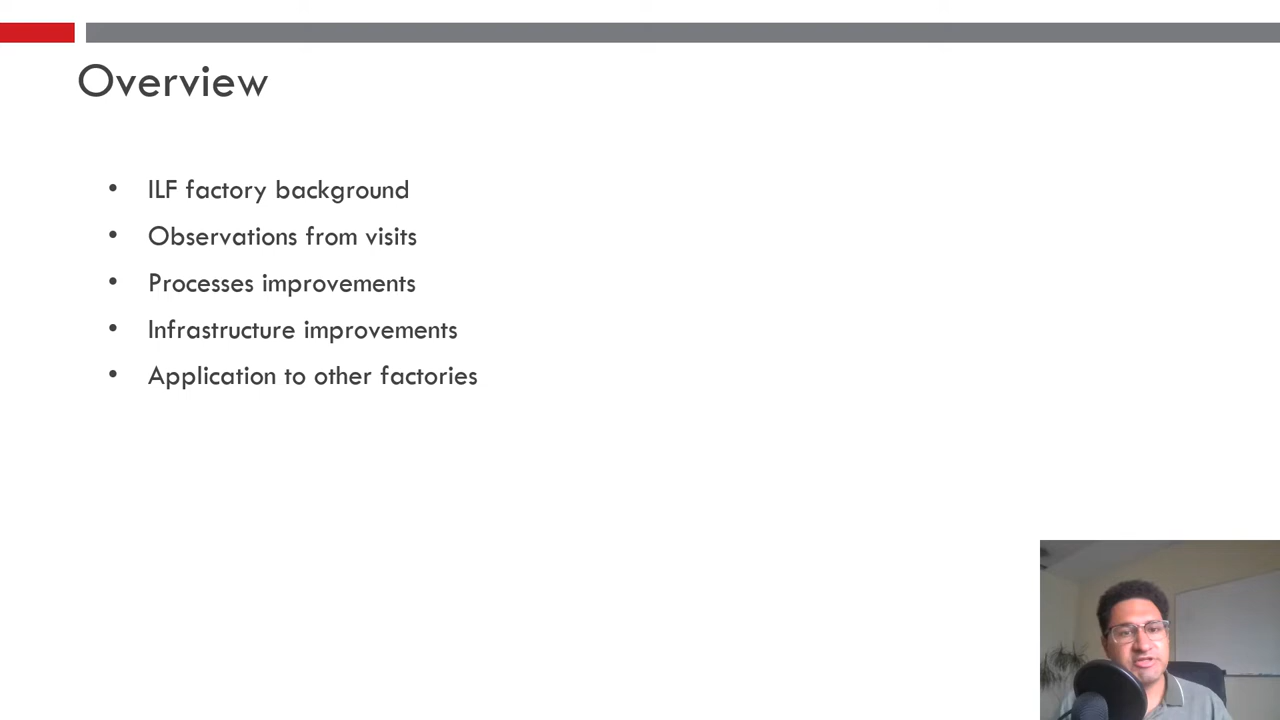 Overview
• ILF factory background
• Observations from visits
• Processes improvements
• Infrastructure improvements
• Application to other factories